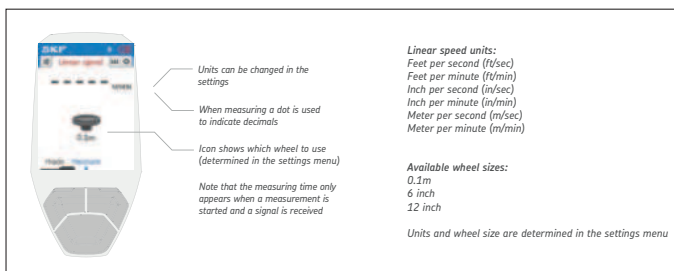 SKF
Linear speed
m/min
0.1m
Measure
Units can be changed in the
settings
When measuring a dot is used
to indicate decimals
Icon shows which wheel to use
(determined in the settings menu)
Note that the measuring time only
appears when a measurement is
started and a signal is received
Linear speed units:
Feet per second (ft/sec)
Feet per minute (ft/min)
Inch per second (in/sec)
Inch per minute (in/min)
Meter per second (m/sec)
Meter per minute (m/min)
Available wheel sizes:
0.1m
6 inch
12 inch
Units and wheel size are determined in the settings menu